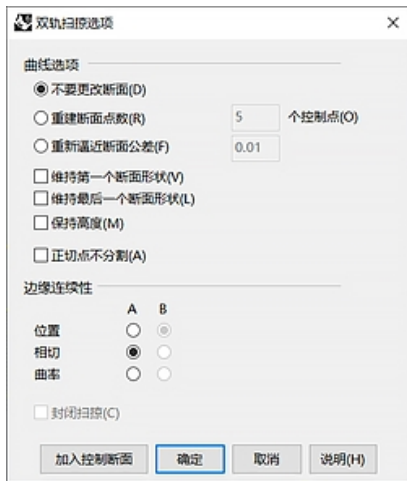 双轨扫掠选项
曲线选项
不要更改断面(D)
重建断面点数(R) 5 个控制点(O)
重新逼近断面公差(F) 0.01
维持第一个断面形状(V)
维持最后一个断面形状(L)
保持高度(M)
正切点不分割(A)
边缘连续性
A B
位置
相切
曲率
封闭扫掠(C)
加入控制断面 确定 取消 说明(H)